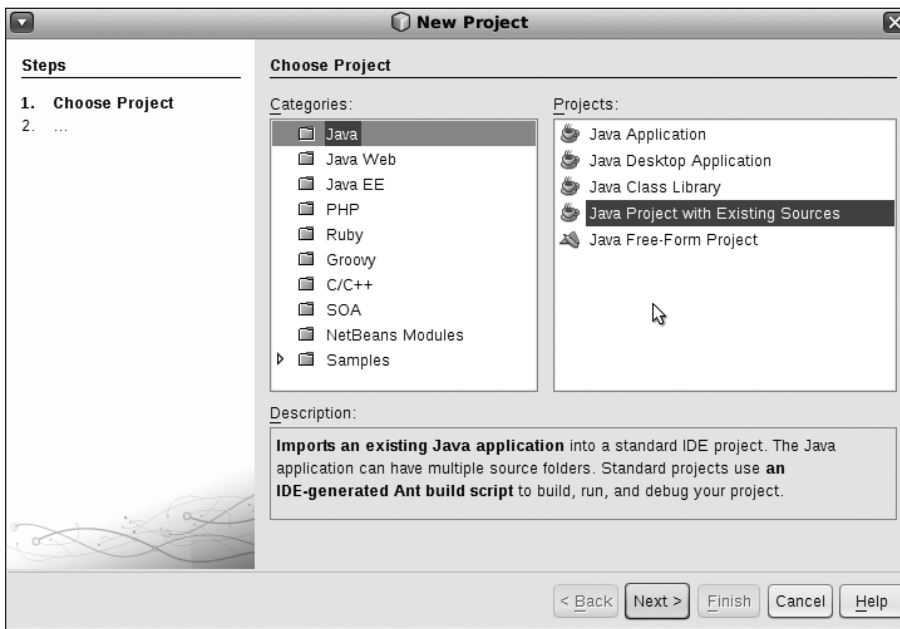 New Project
Steps
1. Choose Project
2. ...
Choose Project
Categories:
Java
Java Web
Java EE
PHP
Ruby
Groovy
C/C++
SOA
NetBeans Modules
Samples
Projects:
Java Application
Java Desktop Application
Java Class Library
Java Project with Existing Sources
Java Free-Form Project
Description:
Imports an existing Java application into a standard IDE project. The Java
application can have multiple source folders. Standard projects use an
IDE-generated Ant build script to build, run, and debug your project.
< Back
Next >
Finish
Cancel
Help